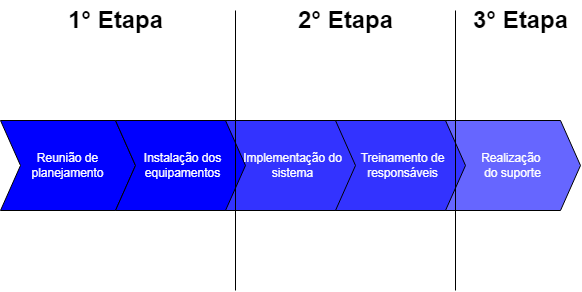 1° Etapa
2° Etapa
3° Etapa
Reunião de
planejamento
Instalação dos
equipamentos
Implementação do
sistema
Treinamento de
responsáveis
Realização
do suporte